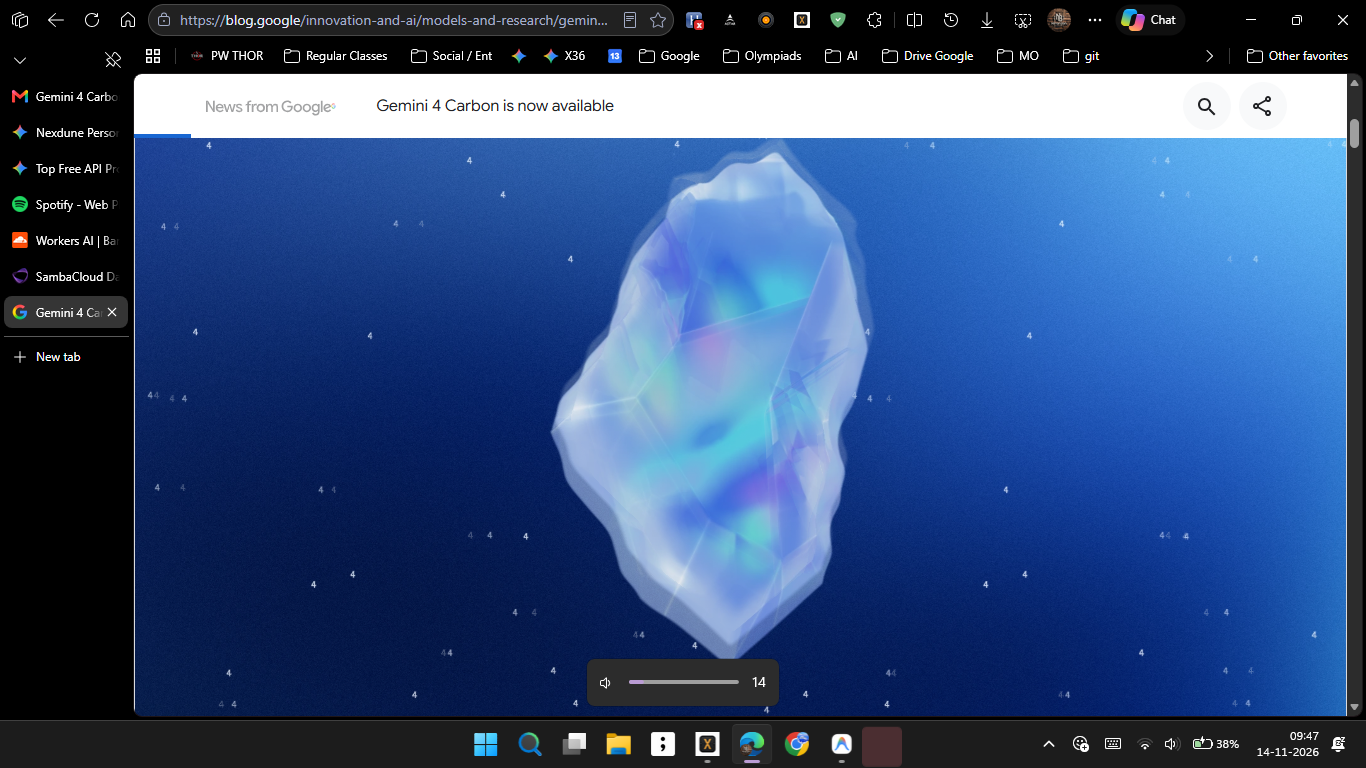 https://blog.google/innovation-and-ai/models-and-research/gemin...
Chat
PW THOR
Regular Classes
Social / Ent
X36
13
Google
Olympiads
AI
Drive Google
MO
git
Other favorites
Gemini 4 Carbo
Nexdune Perso
Top Free API Pr
Spotify - Web P
Workers AI | Ba
SambaCloud Da
Gemini 4 Ca
New tab
News from Google
Gemini 4 Carbon is now available
14
38%
09:47
14-11-2026